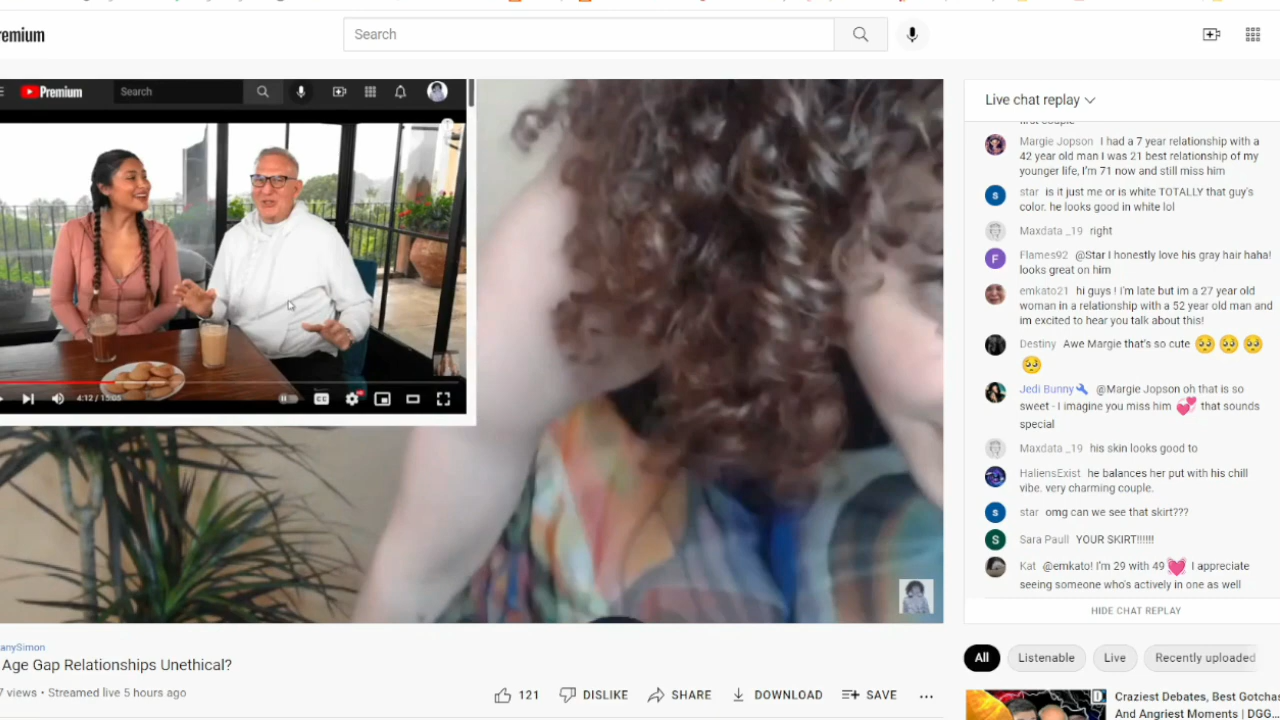 remium
Search
Premium
Search
4:12 / 15:05
CC
Live chat replay
first couple
Margie Jopson I had a 7 year relationship with a
42 year old man I was 21 best relationship of my
younger life, I'm 71 now and still miss him
star is it just me or is white TOTALLY that guy's
color. he looks good in white lol
Maxdata _19 right
F
Flames92 @Star I honestly love his gray hair haha!
looks great on him
emkato21 hi guys ! I'm late but im a 27 year old
woman in a relationship with a 52 year old man and
im excited to hear you talk about this!
Destiny Awe Margie that's so cute 🥺 🥺 🥺
🥺
Jedi Bunny @Margie Jopson oh that is so
sweet - I imagine you miss him 💞 that sounds
special
Maxdata _19 his skin looks good to
HaliensExist he balances her put with his chill
vibe. very charming couple.
s
star omg can we see that skirt???
S
Sara Paull YOUR SKIRT!!!!!!
Kat @emkato! I'm 29 with 49 💓 I appreciate
seeing someone who's actively in one as well
HIDE CHAT REPLAY
anySimon
Age Gap Relationships Unethical?
7 views • Streamed live 5 hours ago
121
DISLIKE
SHARE
DOWNLOAD
SAVE
All
Listenable
Live
Recently uploaded
Craziest Debates, Best Gotchas
And Angriest Moments | DGG...